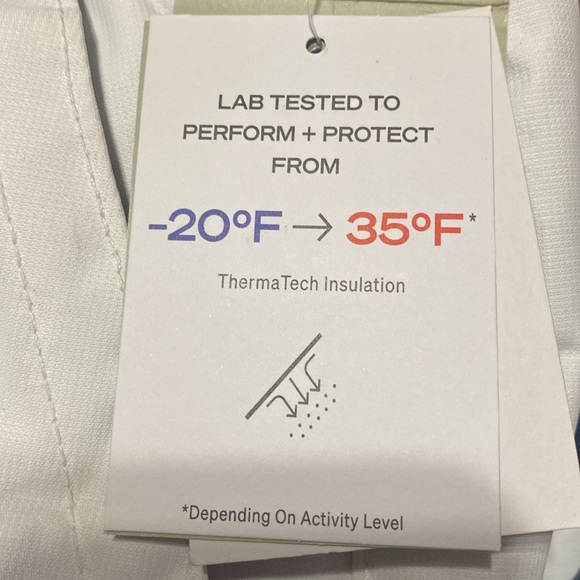 LAB TESTED TO
PERFORM + PROTECT
FROM
-20°F → 35°F*
ThermaTech Insulation
*Depending On Activity Level